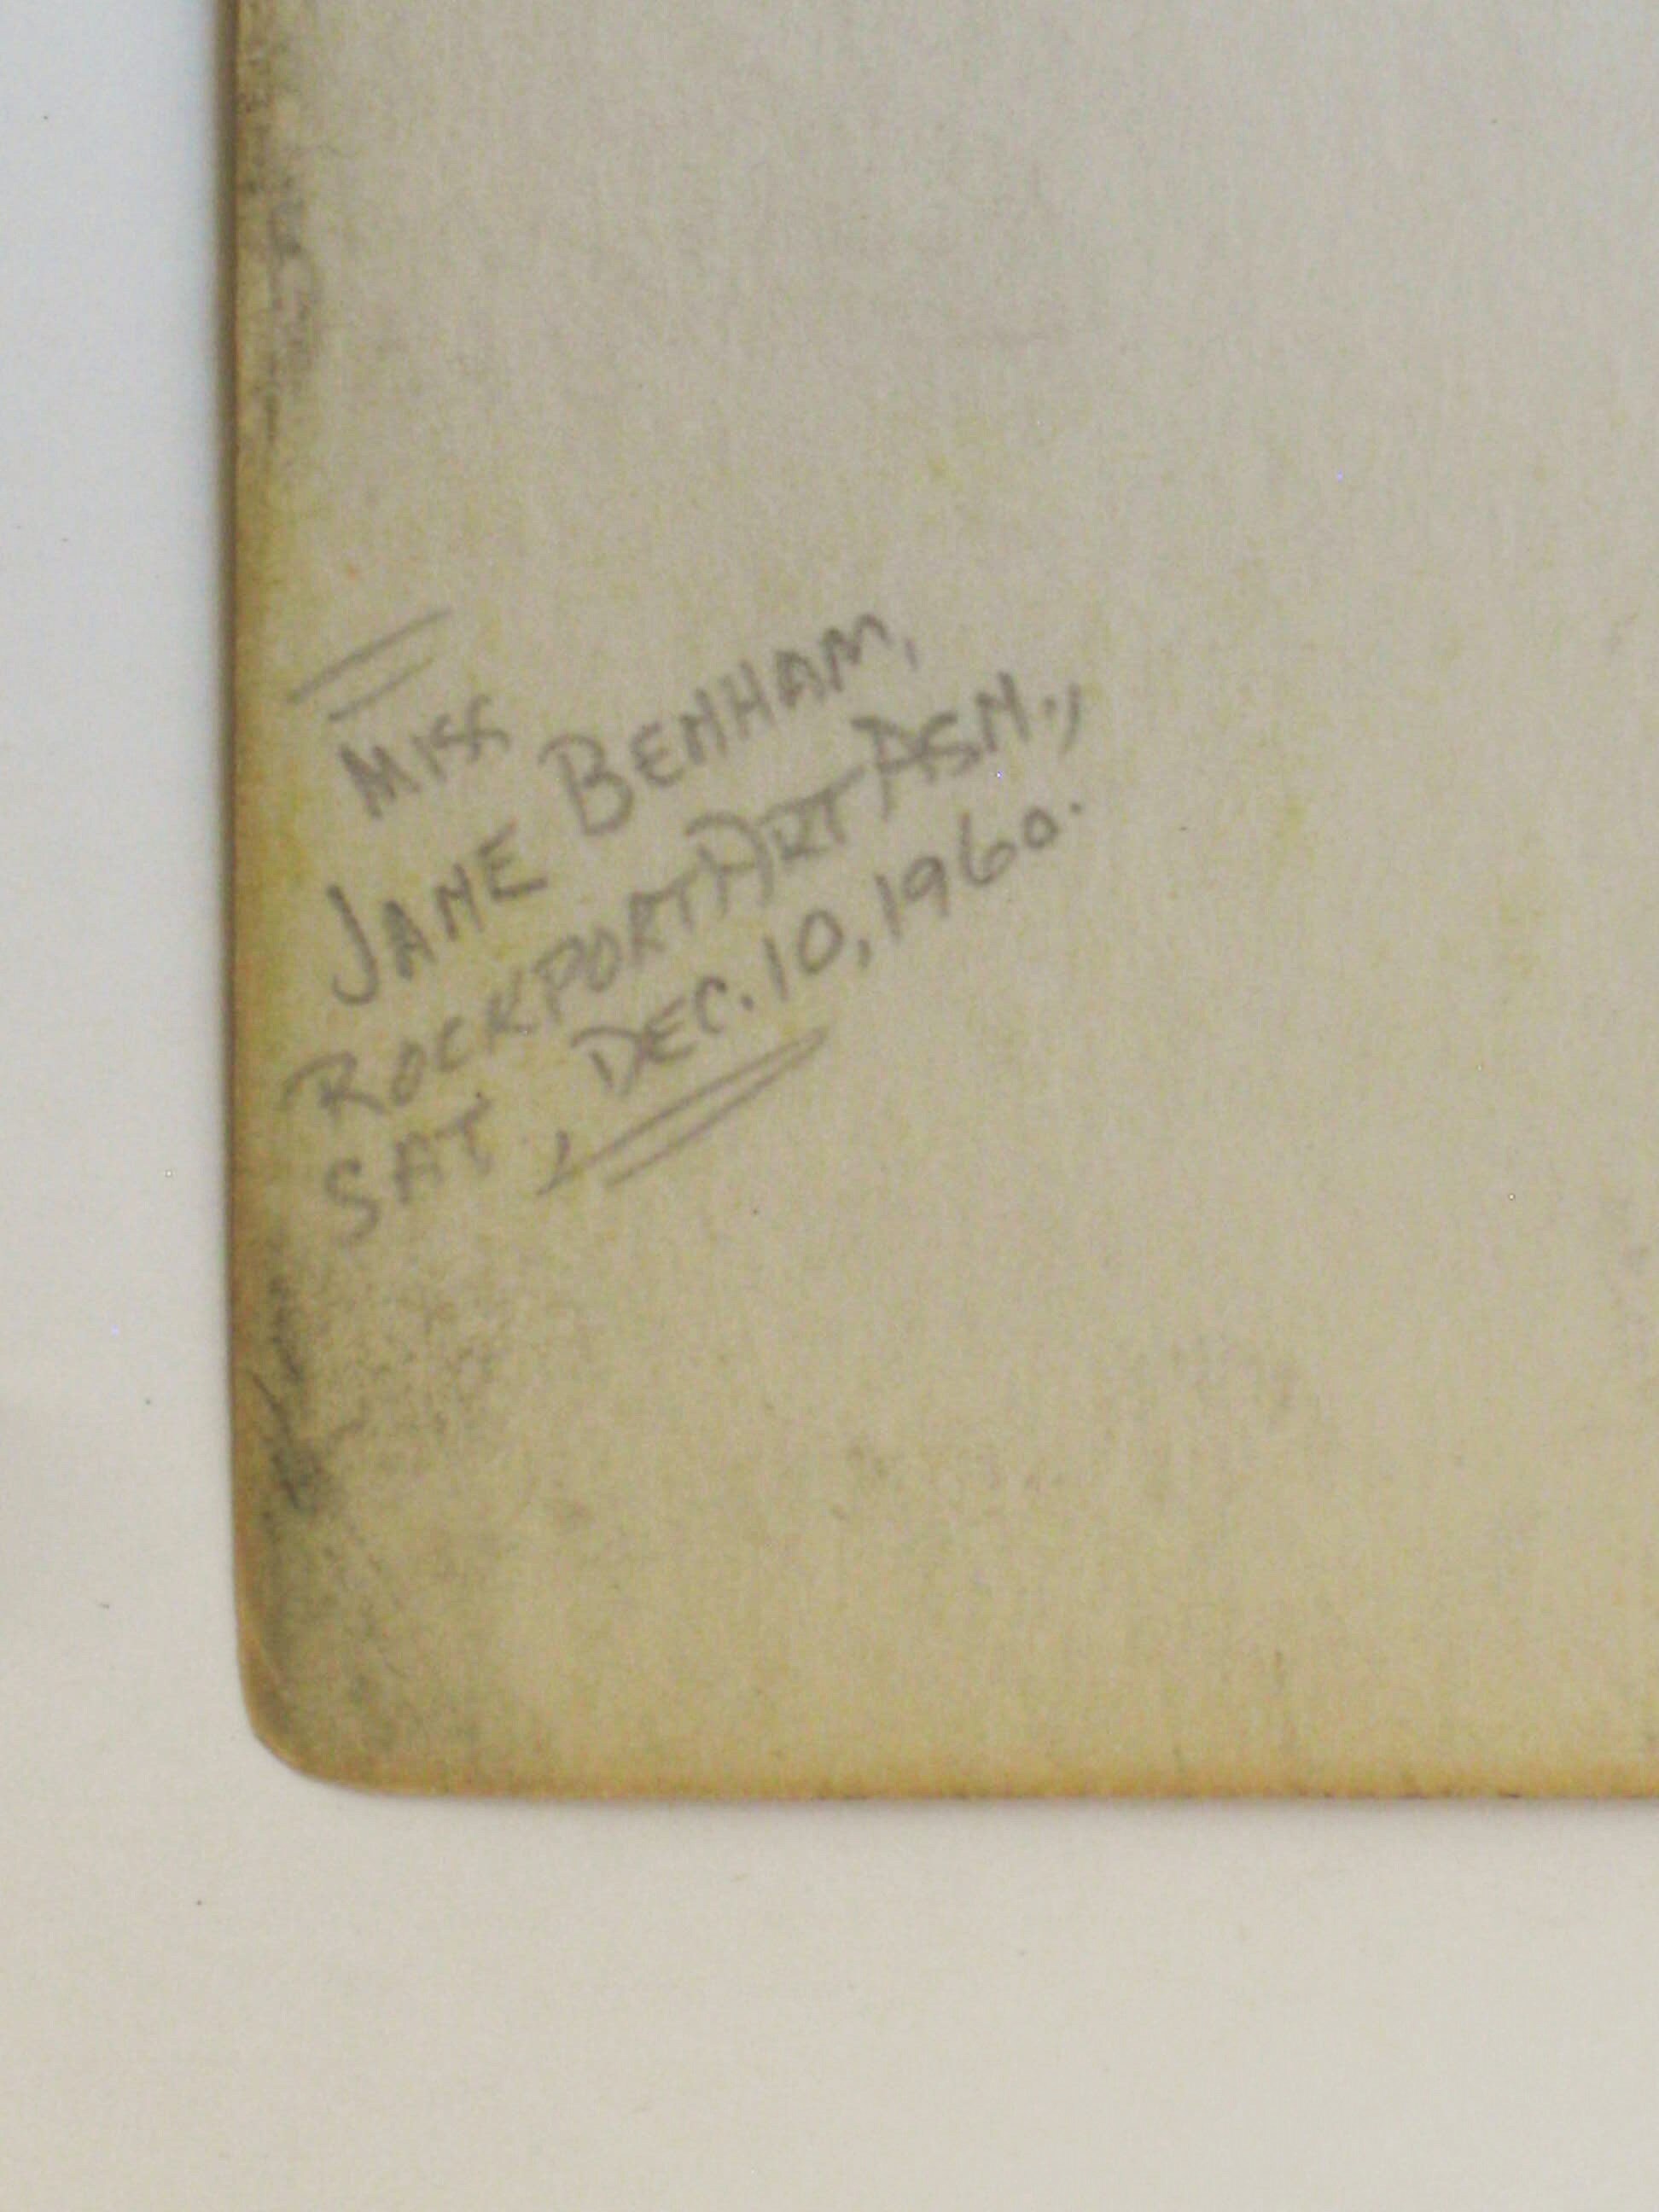 MISS
JANE BENHAM,
ROCKPORT ART ASN.,
SAT., DEC. 10, 1960.